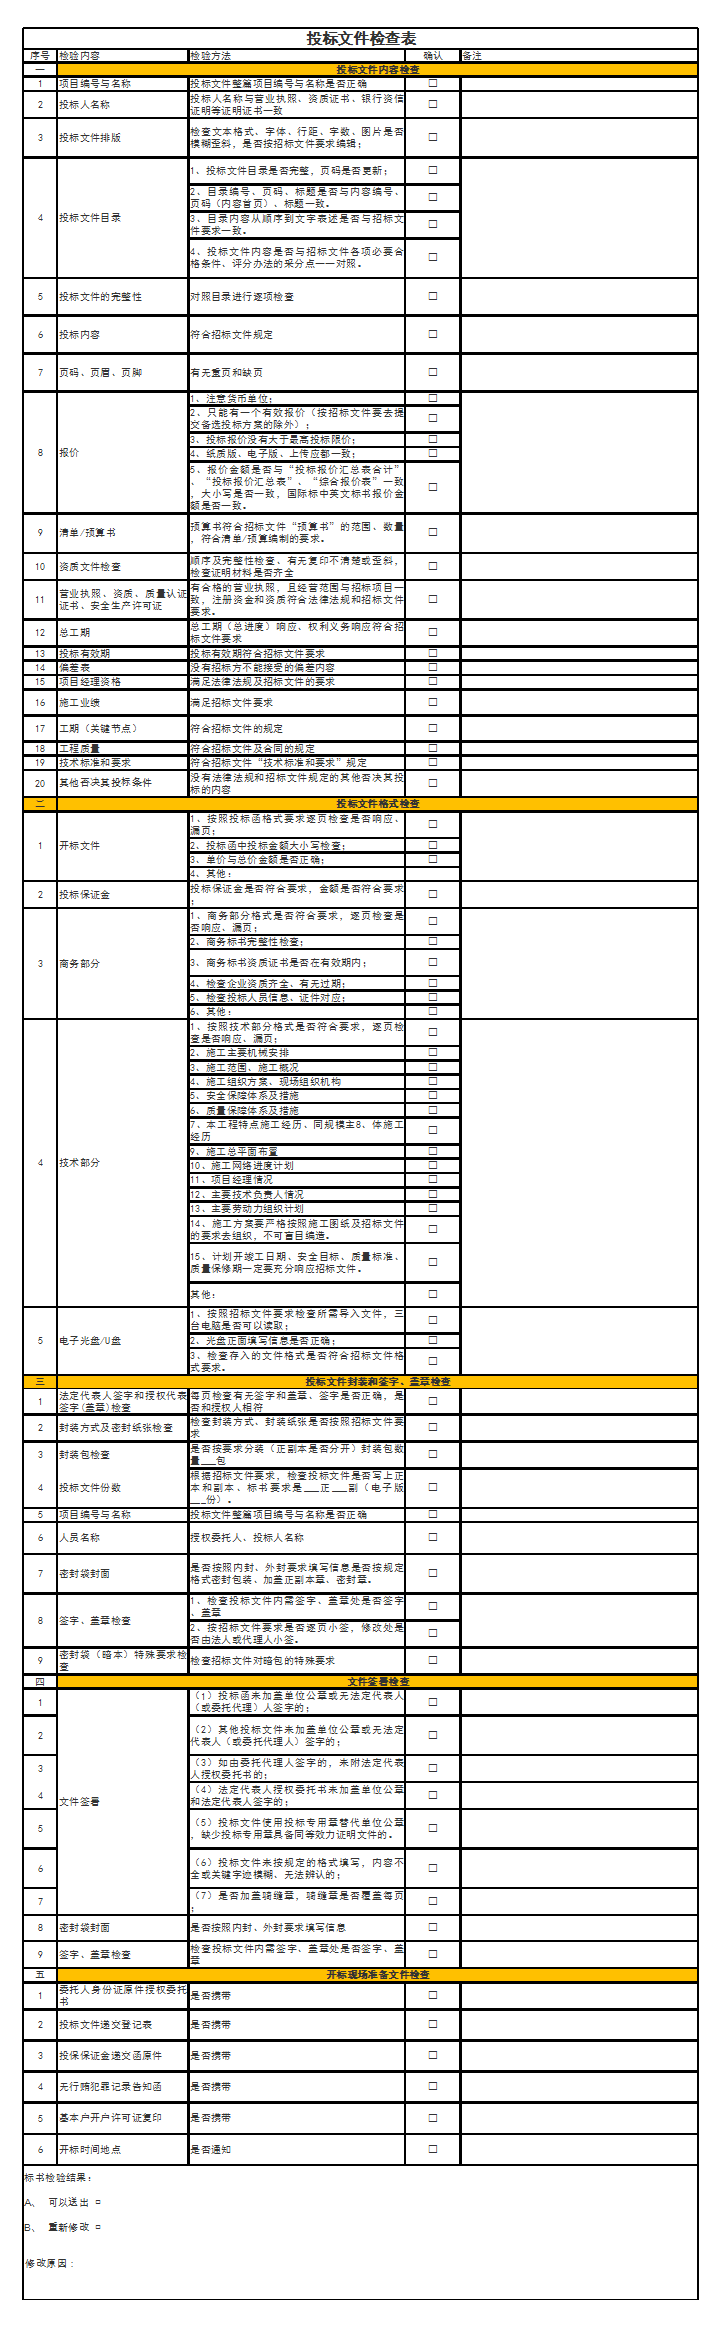 投标文件检查表
序号 检验内容 检验方法 确认 备注
一 投标文件内容检查
1 项目编号与名称 投标文件整篇项目编号与名称是否正确 □
2 投标人名称 投标人名称与营业执照、资质证书、银行资信
证明等证明证书一致 □
3 投标文件排版 检查文本格式、字体、行距、字数、图片是否
模糊歪斜，是否按招标文件要求编辑； □
4 投标文件目录 1、投标文件目录是否完整，页码是否更新； □
2、目录编号、页码、标题是否与内容编号、
页码（内容首页）、标题一致。 □
3、目录内容从顺序到文字表述是否与招标文
件要求一致。 □
4、投标文件内容是否与招标文件各项必要合
格条件、评分办法的采分点一一对照。 □
5 投标文件的完整性 对照目录进行逐项检查 □
6 投标内容 符合招标文件规定 □
7 页码、页眉、页脚 有无重页和缺页 □
8 报价 1、注意货币单位； □
2、只能有一个有效报价（按招标文件要去提
交备选投标方案的除外）； □
3、投标报价没有大于最高投标限价； □
4、纸质版、电子版、上传应都一致； □
5、报价金额是否与“投标报价汇总表合计”
、“投标报价汇总表”、“综合报价表”一致
，大小写是否一致，国际标中英文标书报价金
额是否一致。 □
9 清单/预算书 预算书符合招标文件“预算书”的范围、数量
，符合清单/预算编制的要求。 □
10 资质文件检查 顺序及完整性检查、有无复印不清楚或歪斜，
检查证明材料是否齐全 □
11 营业执照、资质、质量认证
证书、安全生产许可证 有合格的营业执照，且经营范围与招标项目一
致，注册资金和资质符合法律法规和招标文件
要求。 □
12 总工期 总工期（总进度）响应、权利义务响应符合招
标文件要求 □
13 投标有效期 投标有效期符合招标文件要求 □
14 偏差表 没有招标方不能接受的偏差内容 □
15 项目经理资格 满足法律法规及招标文件的要求 □
16 施工业绩 满足招标文件要求 □
17 工期（关键节点） 符合招标文件的规定 □
18 工程质量 符合招标文件及合同的规定 □
19 技术标准和要求 符合招标文件“技术标准和要求”规定 □
20 其他否决其投标条件 没有法律法规和招标文件规定的其他否决其投
标的内容 □
二 投标文件格式检查
1 开标文件 1、按照投标函格式要求逐页检查是否响应、
漏页； □
2、投标函中投标金额大小写检查； □
3、单价与总价金额是否正确； □
4、其他：
2 投标保证金 投标保证金是否符合要求，金额是否符合要求
； □
3 商务部分 1、商务部分格式是否符合要求，逐页检查是
否响应、漏页； □
2、商务标书完整性检查； □
3、商务标书资质证书是否在有效期内； □
4、检查企业资质齐全、有无过期； □
5、检查投标人员信息、证件对应； □
6、其他： □
4 技术部分 1、按照技术部分格式是否符合要求，逐页检
查是否响应、漏页； □
2、施工主要机械安排 □
3、施工范围、施工概况 □
4、施工组织方案、现场组织机构 □
5、安全保障体系及措施 □
6、质量保障体系及措施 □
7、本工程特点施工经历、同规模主8、体施工
经历 □
9、施工总平面布置 □
10、施工网络进度计划 □
11、项目经理情况 □
12、主要技术负责人情况 □
13、主要劳动力组织计划 □
14、施工方案要严格按照施工图纸及招标文件
的要求去组织，不可盲目编造。 □
15、计划开竣工日期、安全目标、质量标准、
质量保修期一定要充分响应招标文件。 □
其他： □
5 电子光盘/U盘 1、按照招标文件要求检查所需导入文件，三
台电脑是否可以读取； □
2、光盘正面填写信息是否正确； □
3、检查存入的文件格式是否符合招标文件格
式要求。 □
三 投标文件封装和签字、盖章检查
1 法定代表人签字和授权代表
签字(盖章)检查 每页检查有无签字和盖章、签字是否正确，是
否和授权人相符 □
2 封装方式及密封纸张检查 检查封装方式、封装纸张是否按照招标文件要
求 □
3 封装包检查 是否按要求分装（正副本是否分开）封装包数
量___包 □
4 投标文件份数 根据招标文件要求，检查投标文件是否写上正
本和副本、标书要求是___正___副（电子版
___份）。 □
5 项目编号与名称 投标文件整篇项目编号与名称是否正确 □
6 人员名称 授权委托人、投标人名称 □
7 密封袋封面 是否按照内封、外封要求填写信息是否按规定
格式密封包装、加盖正副本章、密封章。 □
8 签字、盖章检查 1、检查投标文件内需签字、盖章处是否签字
、盖章 □
2、按招标文件要求是否逐页小签，修改处是
否由法人或代理人小签。 □
9 密封袋（暗本）特殊要求检
查 检查招标文件对暗包的特殊要求 □
四 文件签署检查
1 文件签署 （1）投标函未加盖单位公章或无法定代表人
（或委托代理）人签字的； □
2 （2）其他投标文件未加盖单位公章或无法定
代表人（或委托代理人）签字的； □
3 （3）如由委托代理人签字的，未附法定代表
人授权委托书的； □
4 （4）法定代表人授权委托书未加盖单位公章
和法定代表人签字的； □
5 （5）投标文件使用投标专用章替代单位公章
，缺少投标专用章具备同等效力证明文件的。 □
6 （6）投标文件未按规定的格式填写，内容不
全或关键字迹模糊、无法辨认的； □
7 （7）是否加盖骑缝章，骑缝章是否覆盖每页
； □
8 密封袋封面 是否按照内封、外封要求填写信息 □
9 签字、盖章检查 检查投标文件内需签字、盖章处是否签字、盖
章 □
五 开标现场准备文件检查
1 委托人身份证原件授权委托
书 是否携带 □
2 投标文件递交登记表 是否携带 □
3 投保保证金递交函原件 是否携带 □
4 无行贿犯罪记录告知函 是否携带 □
5 基本户开户许可证复印 是否携带 □
6 开标时间地点 是否通知 □
标书检验结果：
A、 可以送出 □
B、 重新修改 □
修改原因：